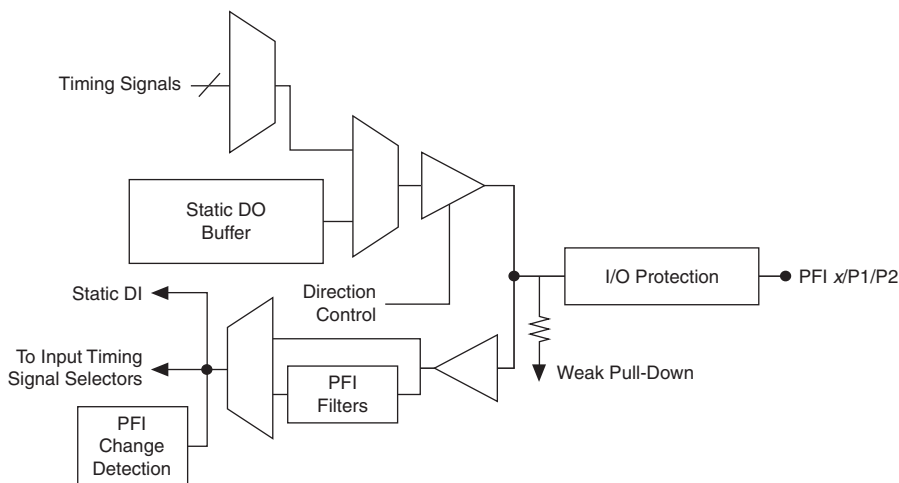 Timing Signals
Static DO
Buffer
I/O Protection
PFI x/P1/P2
Static DI
Direction
Control
To Input Timing
Signal Selectors
PFI
Filters
Weak Pull-Down
PFI
Change
Detection